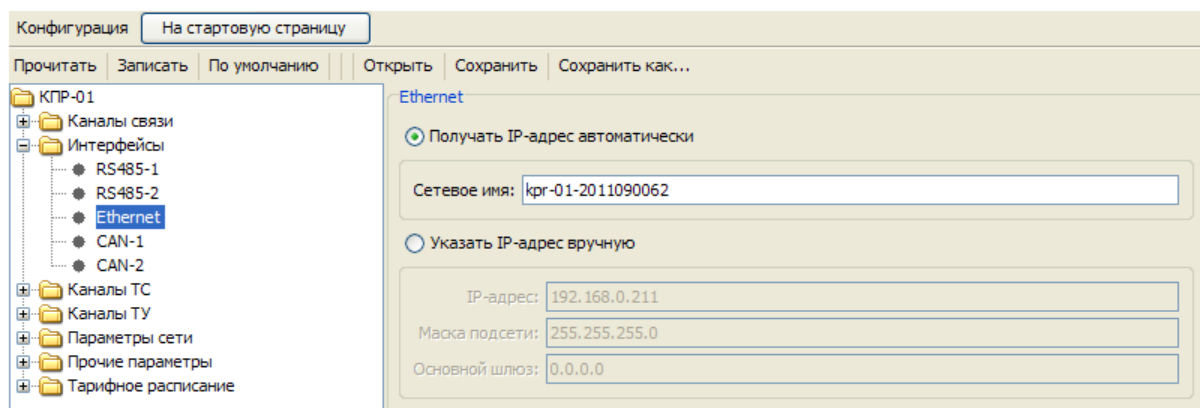 Конфигурация На стартовую страницу
Прочитать Записать По умолчанию Открыть Сохранить Сохранить как...
КПР-01
Каналы связи
Интерфейсы
RS485-1
RS485-2
Ethernet
CAN-1
CAN-2
Каналы ТС
Каналы ТУ
Параметры сети
Прочие параметры
Тарифное расписание
Ethernet
Получать IP-адрес автоматически
Сетевое имя: kpr-01-2011090062
Указать IP-адрес вручную
IP-адрес: 192.168.0.211
Маска подсети: 255.255.255.0
Основной шлюз: 0.0.0.0